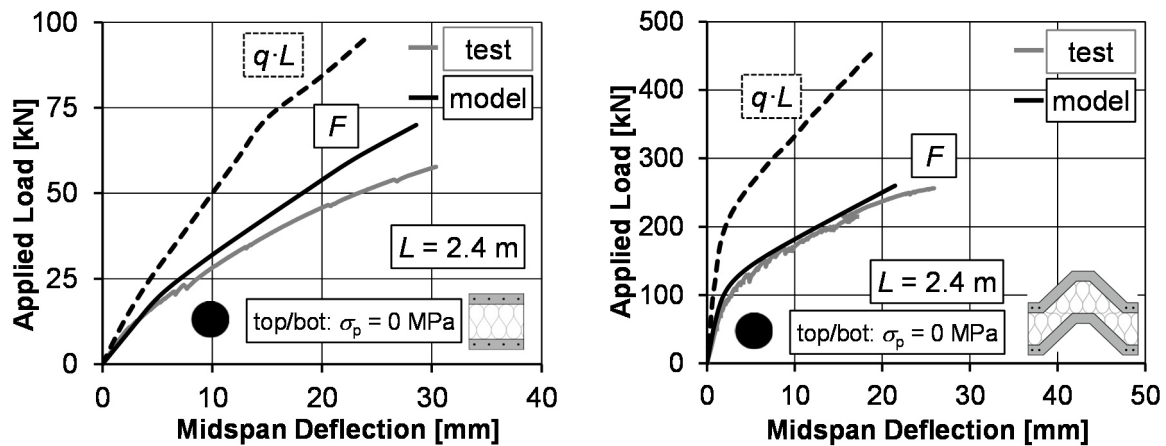 Applied Load [kN]
100
75
50
25
0
q·L
F
test
model
L = 2.4 m
top/bot: σp = 0 MPa
0 10 20 30 40
Midspan Deflection [mm]
Applied Load [kN]
500
400
300
200
100
0
q·L
F
test
model
L = 2.4 m
top/bot: σp = 0 MPa
0 10 20 30 40 50
Midspan Deflection [mm]